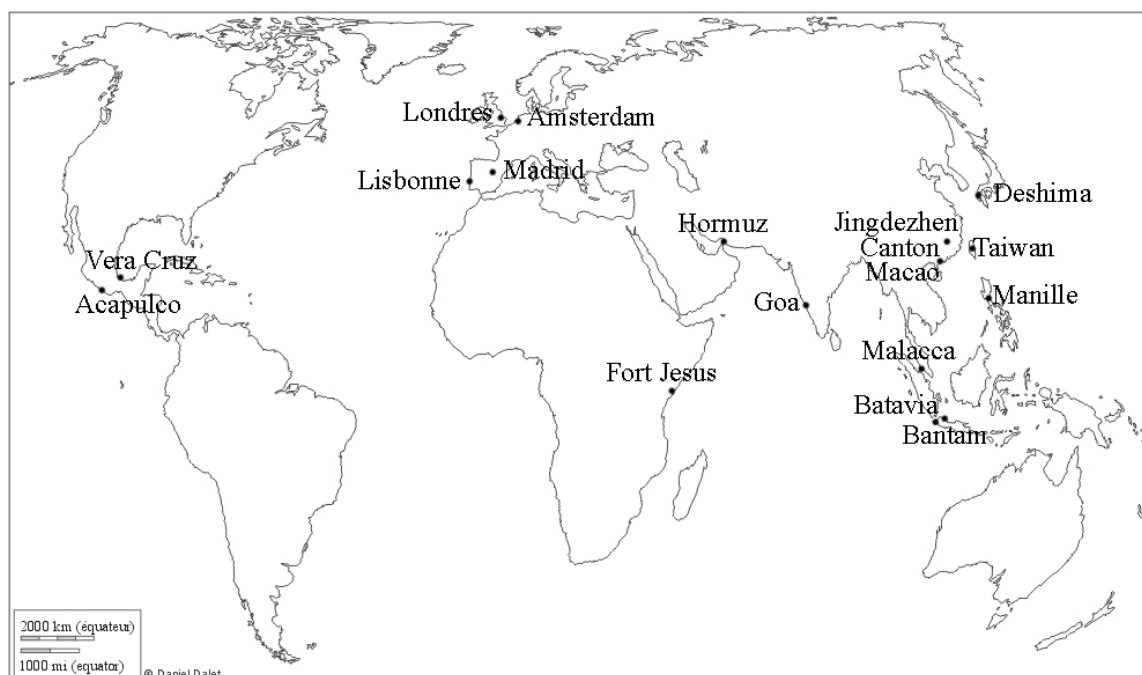 Londres
Amsterdam
Madrid
Lisbonne
Deshima
Hormuz
Jingdezhen
Canton
Taiwan
Macao
Vera Cruz
Acapulco
Goa
Manille
Malacca
Fort Jesus
Batavia
Bantam
2000 km (équateur)
1000 mi (equator)
© Daniel Dalet